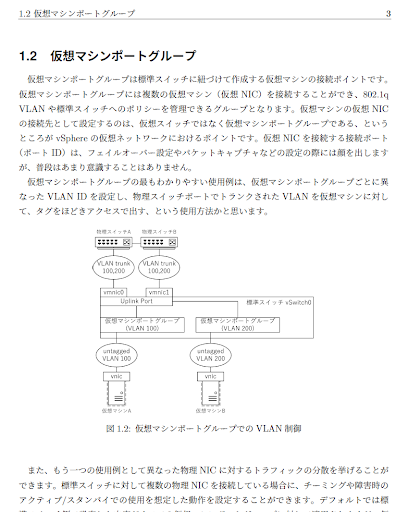 1.2 仮想マシンポートグループ 3
1.2 仮想マシンポートグループ
仮想マシンポートグループは標準スイッチに紐づけて作成する仮想マシンの接続ポイントです。
仮想マシンポートグループには複数の仮想マシン（仮想 NIC）を接続することができ、802.1q
VLAN や標準スイッチへのポリシーを管理できるグループとなります。仮想マシンの仮想 NIC
の接続先として設定するのは、仮想スイッチではなく仮想マシンポートグループである、という
ところが vSphere の仮想ネットワークにおけるポイントです。仮想 NIC を接続する接続ポート
（ポート ID）は、フェイルオーバー設定やパケットキャプチャなどの設定の際には顔を出します
が、普段はあまり意識することはありません。
仮想マシンポートグループの最もわかりやすい使用例は、仮想マシンポートグループごとに異
なった VLAN ID を設定し、物理スイッチポートでトランクされた VLAN を仮想マシンに対し
て、タグをほどきアクセスで出す、という使用方法かと思います。
物理スイッチA 物理スイッチB
VLAN trunk 100,200 VLAN trunk 100,200
vmnic0 vmnic1
Uplink Port
標準スイッチ vSwitch0
仮想マシンポートグループ (VLAN 100) 仮想マシンポートグループ (VLAN 200)
untagged VLAN 100 untagged VLAN 200
vnic vnic
仮想マシンA 仮想マシンB
図 1.2: 仮想マシンポートグループでの VLAN 制御
また、もう一つの使用例として異なった物理 NIC に対するトラフィックの分散を挙げることが
できます。標準スイッチに対して複数の物理 NIC を接続している場合に、チーミングや障害時の
アクティブ/スタンバイでの使用を想定した動作を設定することができます。デフォルトでは標